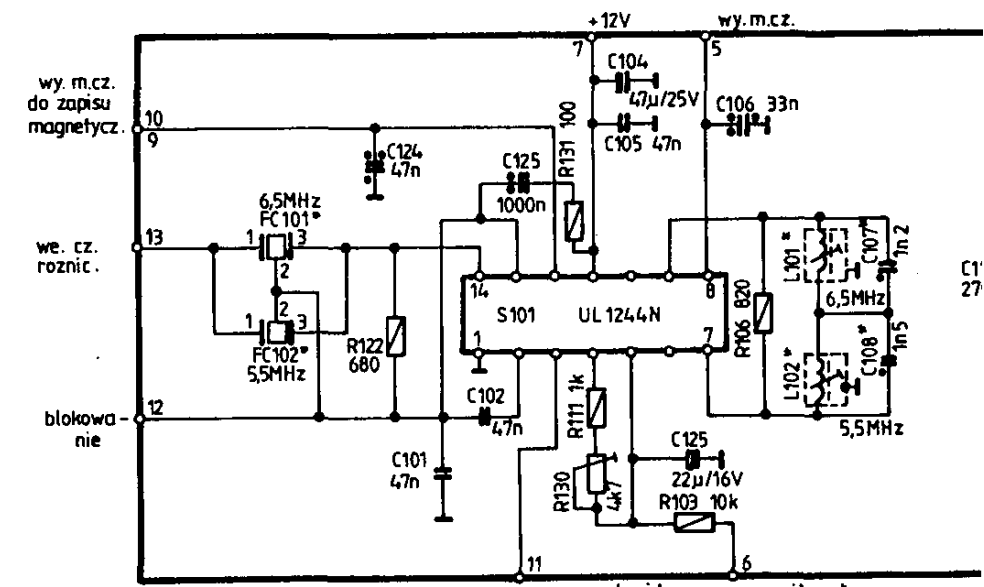 +12V
wy. m.cz.
7
5
C104
47µ/25V
C106 33n
C105 47n
wy. m.cz.
do zapisu
magnetycz.
10
9
C124
47n
C125
1000n
R131 100
6,5MHz
FC101*
1
3
2
we. cz.
roznic.
13
2
1
3
FC102*
5,5MHz
R122
680
14
8
S101
UL1244N
1
7
R106 820
L101*
C107*
1n2
6,5MHz
L102*
C108*
1n5
5,5MHz
C1
27
blokowa-
nie
12
C102
47n
C101
47n
R111 1k
R130
4k7
C125
22µ/16V
R103 10k
11
6